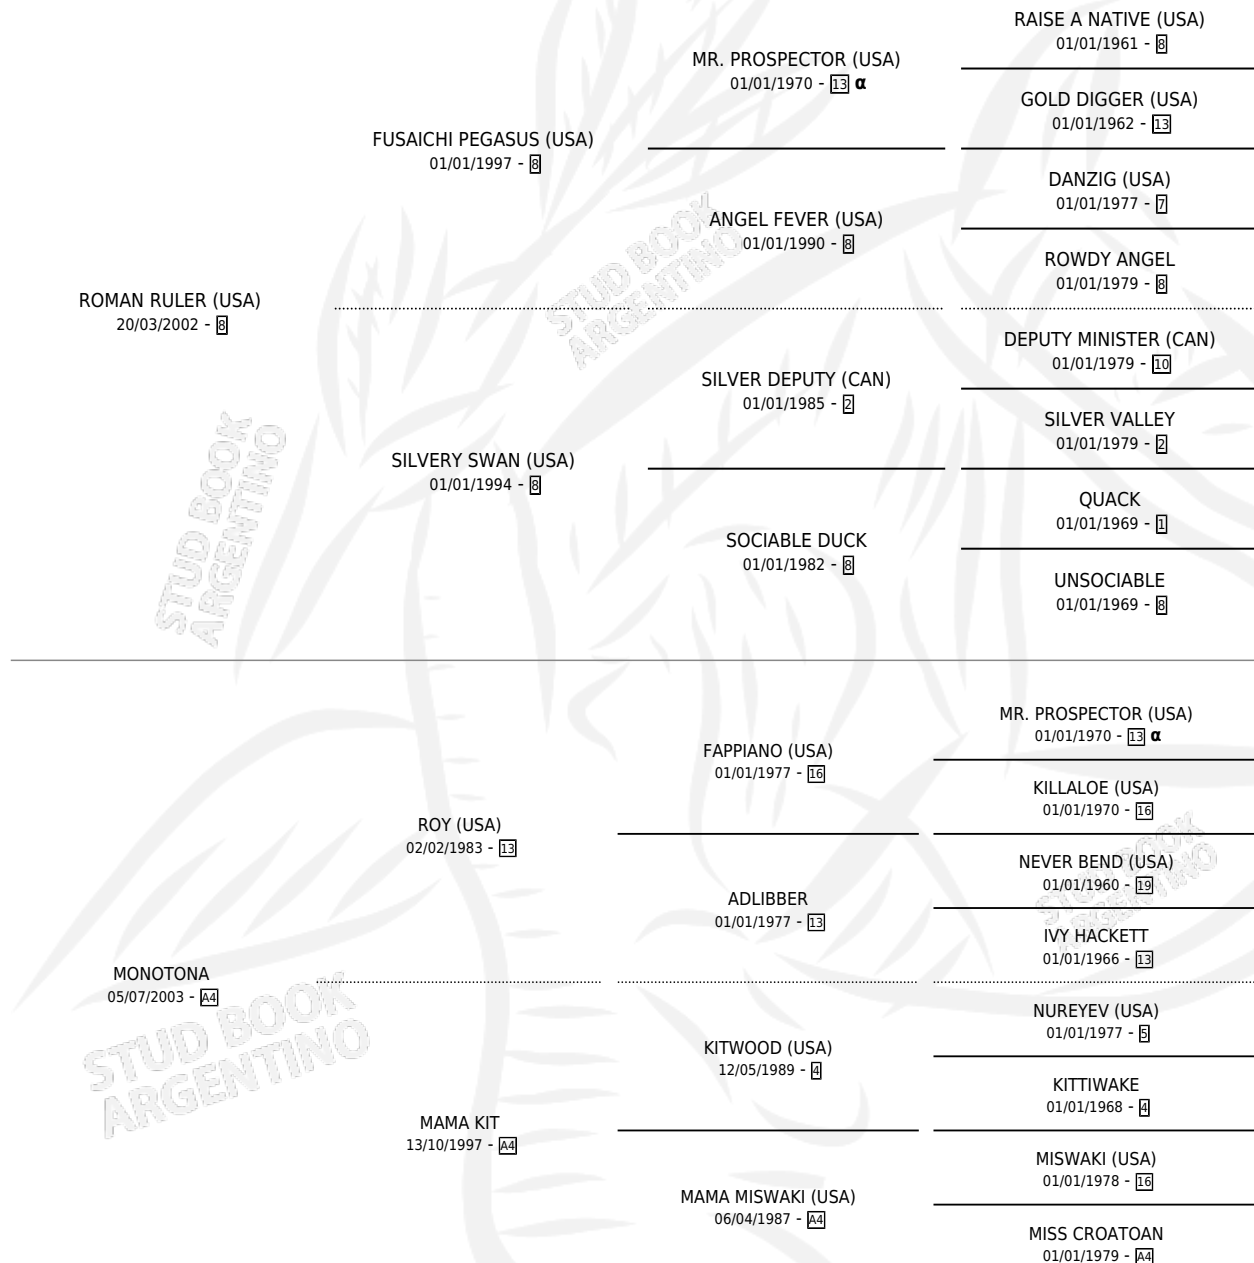 RAISE A NATIVE (USA)
01/01/1961 - 8
MR. PROSPECTOR (USA)
01/01/1970 - 13 α
GOLD DIGGER (USA)
01/01/1962 - 13
FUSAICHI PEGASUS (USA)
01/01/1997 - 8
DANZIG (USA)
01/01/1977 - 7
ANGEL FEVER (USA)
01/01/1990 - 8
ROWDY ANGEL
01/01/1979 - 8
ROMAN RULER (USA)
20/03/2002 - 8
DEPUTY MINISTER (CAN)
01/01/1979 - 10
SILVER DEPUTY (CAN)
01/01/1985 - 2
SILVER VALLEY
01/01/1979 - 2
SILVERY SWAN (USA)
01/01/1994 - 8
QUACK
01/01/1969 - 1
SOCIABLE DUCK
01/01/1982 - 8
UNSOCIABLE
01/01/1969 - 8
MR. PROSPECTOR (USA)
01/01/1970 - 13 α
FAPPIANO (USA)
01/01/1977 - 16
KILLALOE (USA)
01/01/1970 - 16
ROY (USA)
02/02/1983 - 13
NEVER BEND (USA)
01/01/1960 - 19
ADLIBBER
01/01/1977 - 13
IVY HACKETT
01/01/1966 - 13
MONOTONA
05/07/2003 - A4
NUREYEV (USA)
01/01/1977 - 5
KITWOOD (USA)
12/05/1989 - 4
KITTIWAKE
01/01/1968 - 4
MAMA KIT
13/10/1997 - A4
MISWAKI (USA)
01/01/1978 - 16
MAMA MISWAKI (USA)
06/04/1987 - A4
MISS CROATOAN
01/01/1979 - A4
STUD BOOK
ARGENTINO
STUD BOOK
ARGENTINO
STUD BOOK
ARGENTINO
STUD BOOK
ARGENTINO